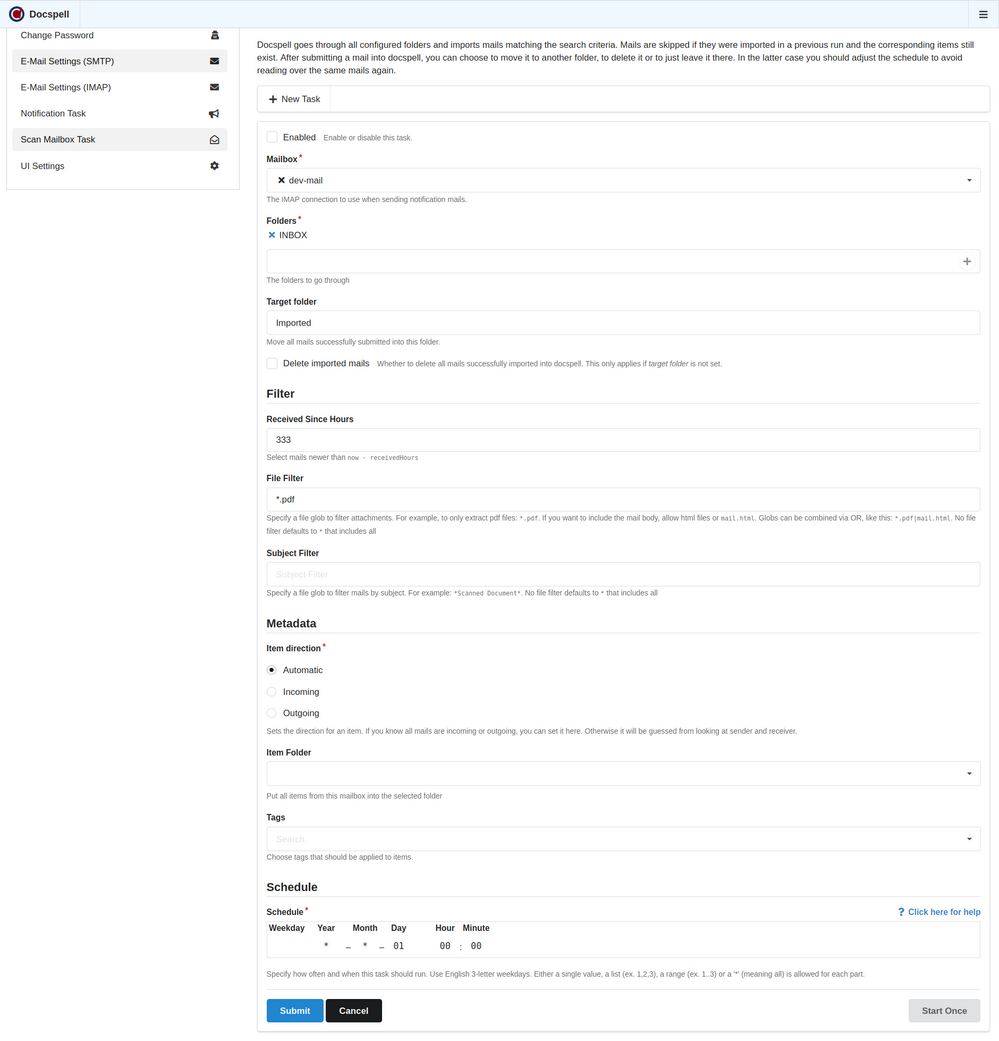 Docspell
Change Password
E-Mail Settings (SMTP)
E-Mail Settings (IMAP)
Notification Task
Scan Mailbox Task
UI Settings
Docspell goes through all configured folders and imports mails matching the search criteria. Mails are skipped if they were imported in a previous run and the corresponding items still
exist. After submitting a mail into docspell, you can choose to move it to another folder, to delete it or to just leave it there. In the latter case you should adjust the schedule to avoid
reading over the same mails again.
New Task
Enabled Enable or disable this task.
Mailbox *
dev-mail
The IMAP connection to use when sending notification mails.
Folders *
INBOX
The folders to go through
Target folder
Imported
Move all mails successfully submitted into this folder.
Delete imported mails Whether to delete all mails successfully imported into docspell. This only applies if target folder is not set.
Filter
Received Since Hours
333
Select mails newer than now - receivedHours
File Filter
*.pdf
Specify a file glob to filter attachments. For example, to only extract pdf files: *.pdf. If you want to include the mail body, allow html files or mail.html. Globs can be combined via OR, like this: *.pdf|mail.html. No file
filter defaults to * that includes all
Subject Filter
Subject Filter
Specify a file glob to filter mails by subject. For example: *Scanned Document*. No file filter defaults to * that includes all
Metadata
Item direction *
Automatic
Incoming
Outgoing
Sets the direction for an item. If you know all mails are incoming or outgoing, you can set it here. Otherwise it will be guessed from looking at sender and receiver.
Item Folder
Put all items from this mailbox into the selected folder
Tags
Search
Choose tags that should be applied to items.
Schedule
Schedule * ? Click here for help
Weekday Year Month Day Hour Minute
* – * – 01 00 : 00
Specify how often and when this task should run. Use English 3-letter weekdays. Either a single value, a list (ex. 1,2,3), a range (ex. 1..3) or a '*' (meaning all) is allowed for each part.
Submit Cancel Start Once